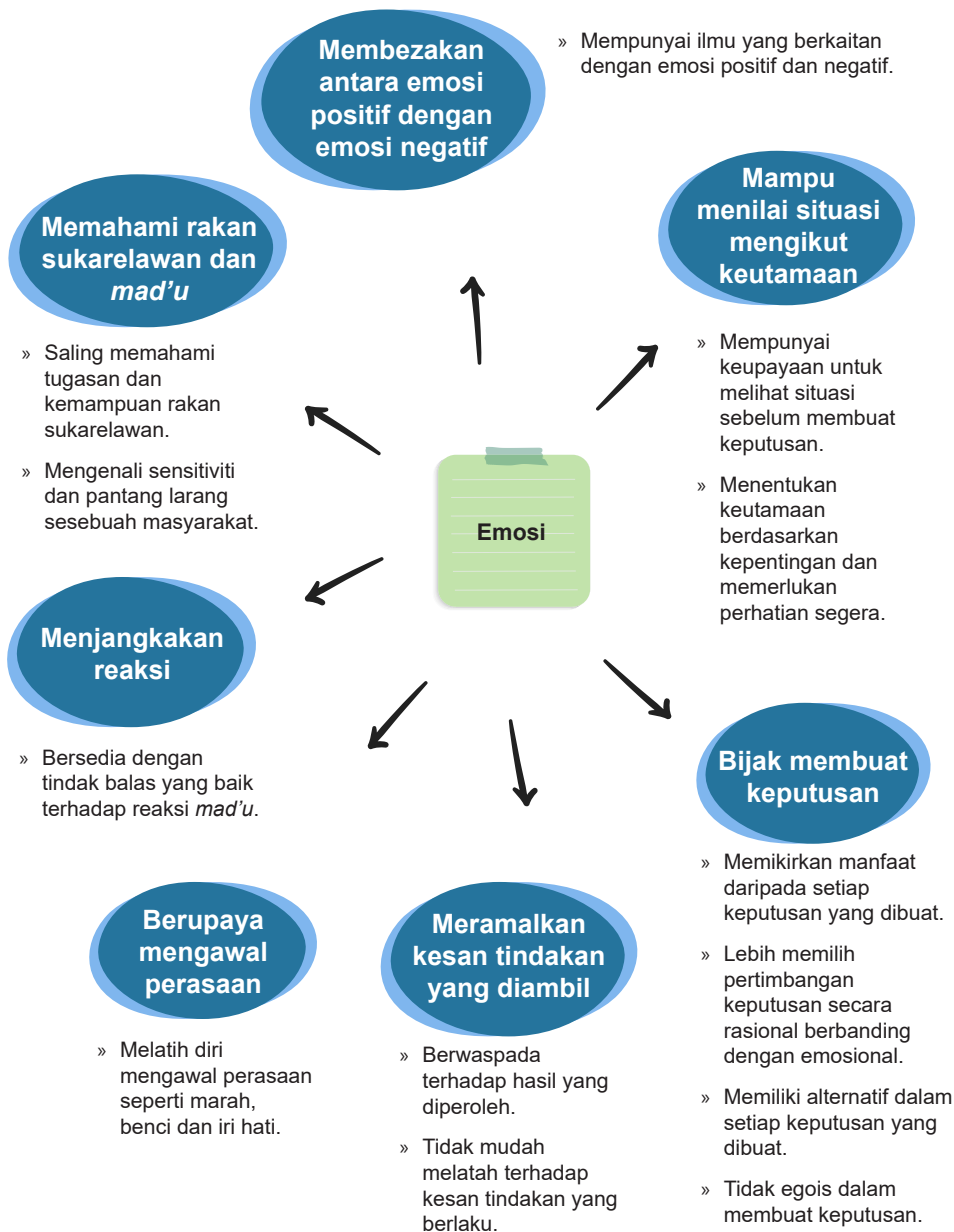 Membezakan
antara emosi
positif dengan
emosi negatif
» Mempunyai ilmu yang berkaitan
dengan emosi positif dan negatif.
Mampu
menilai situasi
mengikut
keutamaan
» Mempunyai
keupayaan untuk
melihat situasi
sebelum membuat
keputusan.
» Menentukan
keutamaan
berdasarkan
kepentingan dan
memerlukan
perhatian segera.
Memahami rakan
sukarelawan dan
mad’u
» Saling memahami
tugasan dan
kemampuan rakan
sukarelawan.
» Mengenali sensitiviti
dan pantang larang
sesebuah masyarakat.
Emosi
Menjangkakan
reaksi
» Bersedia dengan
tindak balas yang baik
terhadap reaksi mad’u.
Bijak membuat
keputusan
» Memikirkan manfaat
daripada setiap
keputusan yang dibuat.
» Lebih memilih
pertimbangan
keputusan secara
rasional berbanding
dengan emosional.
» Memiliki alternatif dalam
setiap keputusan yang
dibuat.
» Tidak egois dalam
membuat keputusan.
Berupaya
mengawal
perasaan
» Melatih diri
mengawal perasaan
seperti marah,
benci dan iri hati.
Meramalkan
kesan tindakan
yang diambil
» Berwaspada
terhadap hasil yang
diperoleh.
» Tidak mudah
melatah terhadap
kesan tindakan yang
berlaku.